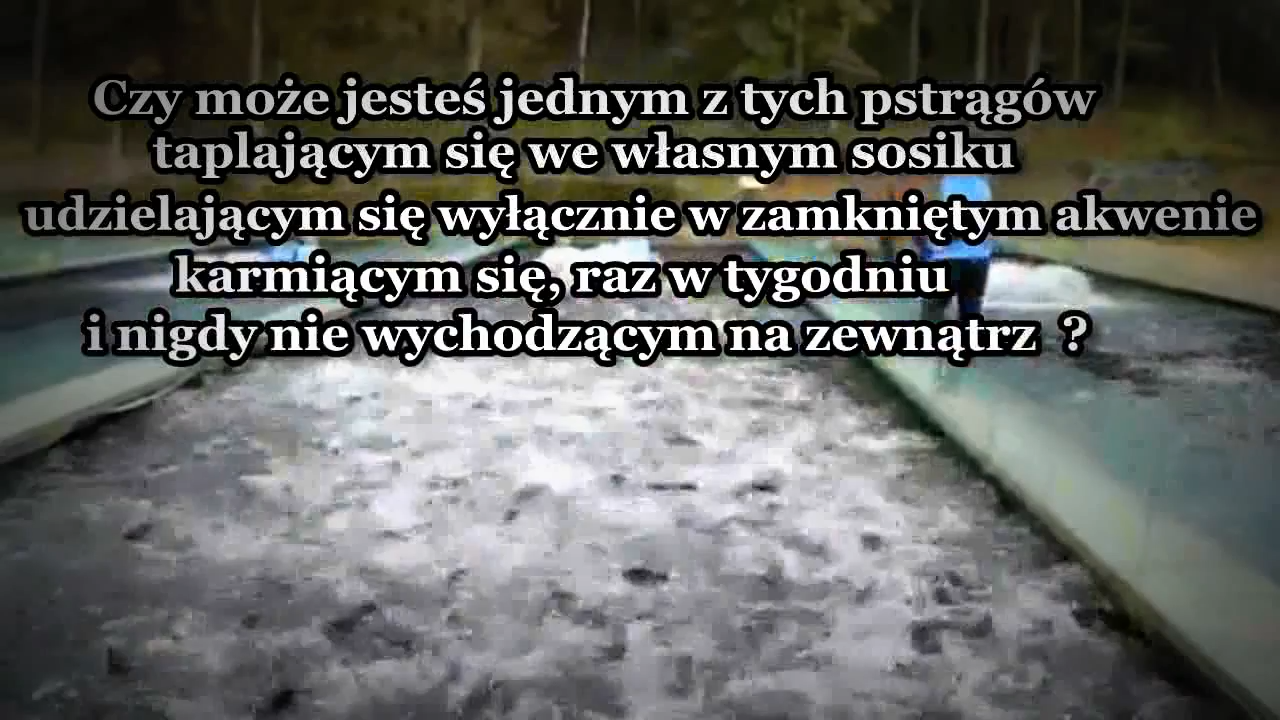 Czy może jesteś jednym z tych pstrągów
taplającym się we własnym sosiku
udzielającym się wyłącznie w zamkniętym akwenie
karmiącym się, raz w tygodniu
i nigdy nie wychodzącym na zewnątrz ?